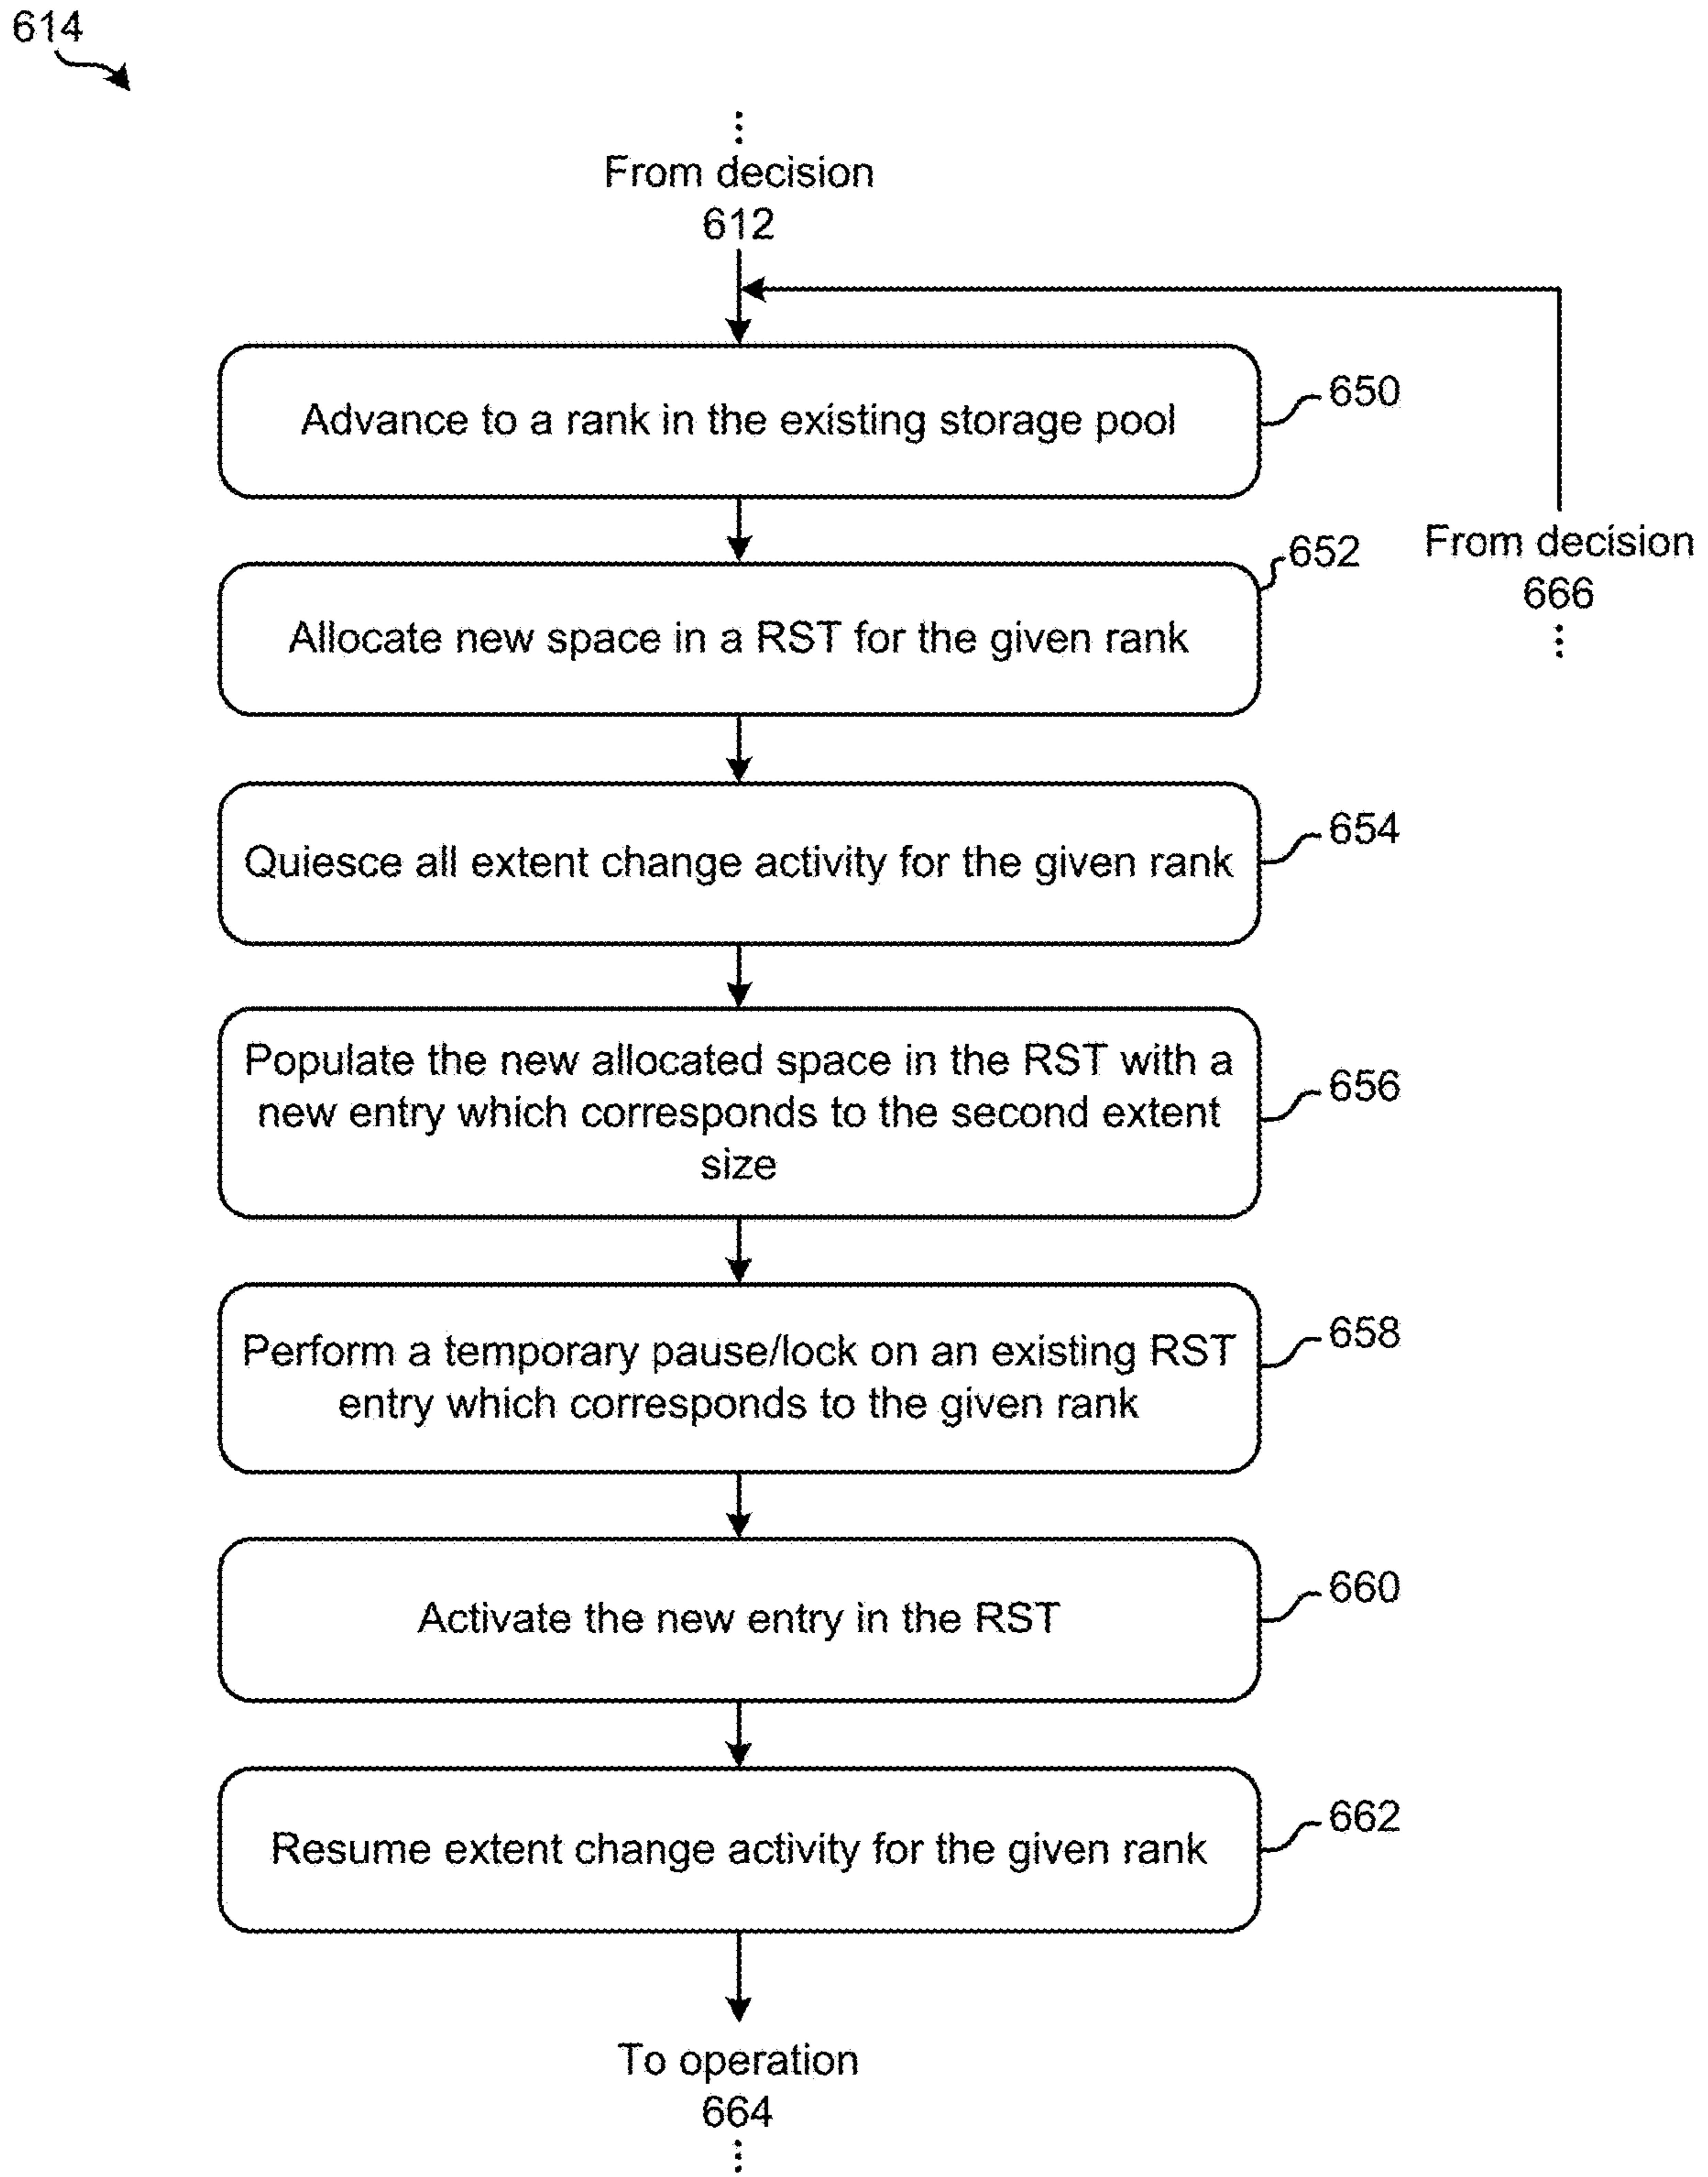 614
From decision
612
Advance to a rank in the existing storage pool
650
From decision
666
Allocate new space in a RST for the given rank
652
Quiesce all extent change activity for the given rank
654
Populate the new allocated space in the RST with a
new entry which corresponds to the second extent
size
656
Perform a temporary pause/lock on an existing RST
entry which corresponds to the given rank
658
Activate the new entry in the RST
660
Resume extent change activity for the given rank
662
To operation
664